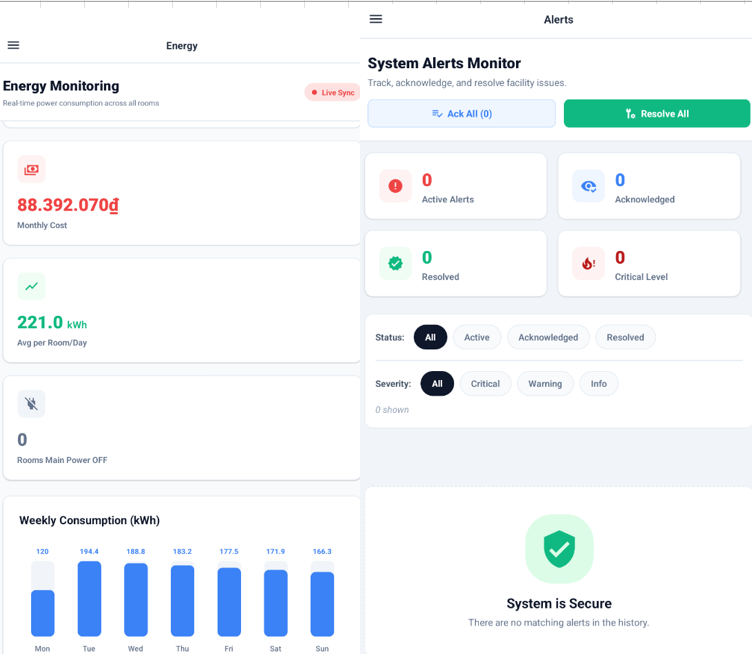 Energy
Energy Monitoring
Real-time power consumption across all rooms
Live Sync
88.392.070₫
Monthly Cost
221.0 kWh
Avg per Room/Day
0
Rooms Main Power OFF
Weekly Consumption (kWh)
120 194.4 188.8 183.2 177.5 171.9 166.3
Mon Tue Wed Thu Fri Sat Sun
Alerts
System Alerts Monitor
Track, acknowledge, and resolve facility issues.
Ack All (0) Resolve All
0
Active Alerts
0
Acknowledged
0
Resolved
0
Critical Level
Status: All Active Acknowledged Resolved
Severity: All Critical Warning Info
0 shown
System is Secure
There are no matching alerts in the history.